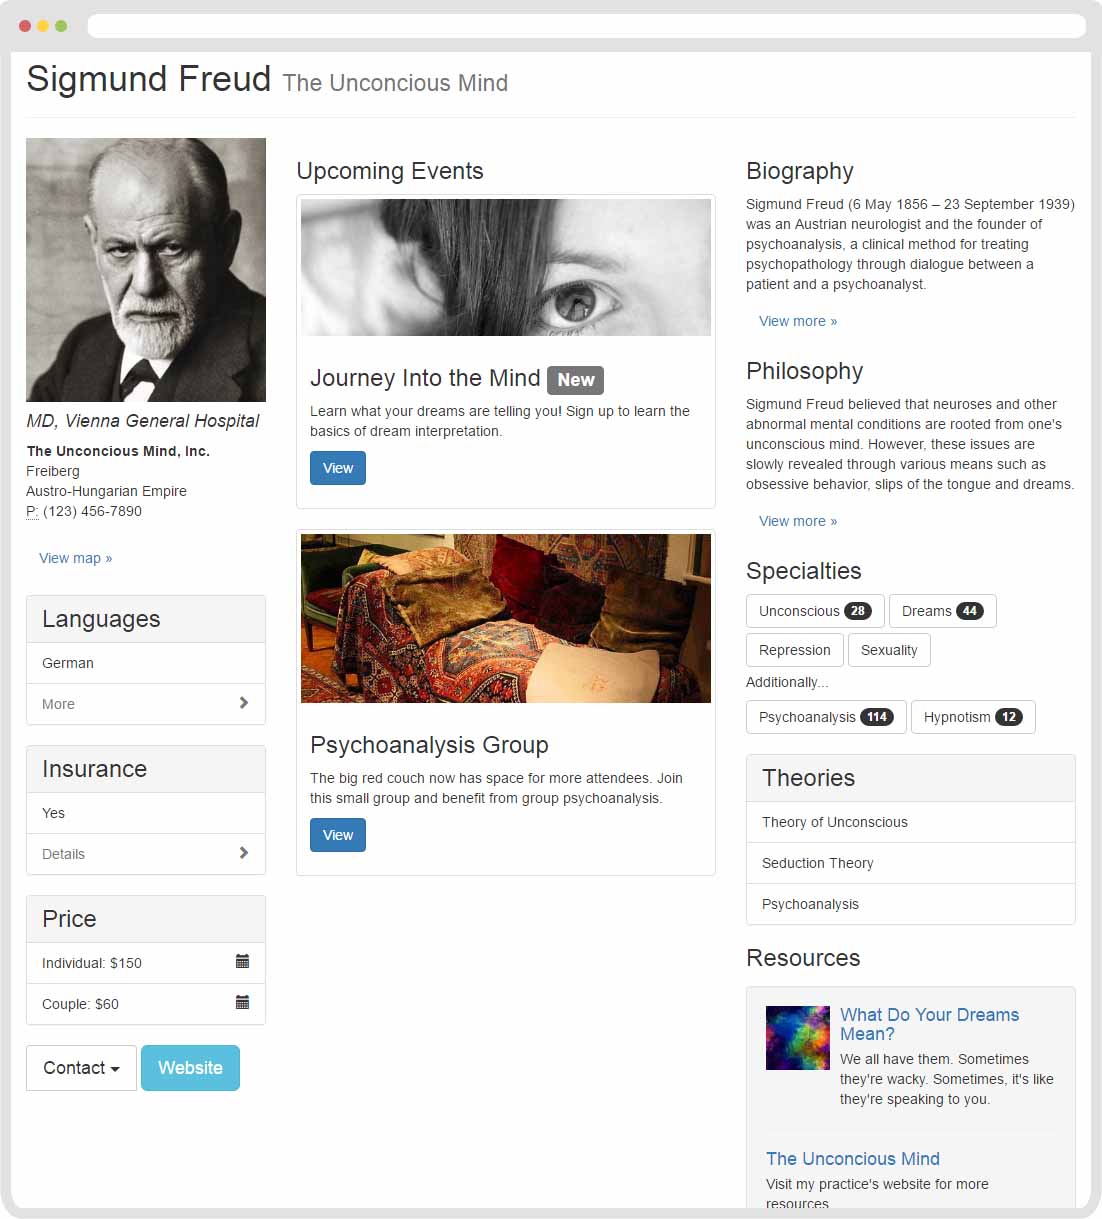 Sigmund Freud The Unconcious Mind
MD, Vienna General Hospital
The Unconcious Mind, Inc.
Freiberg
Austro-Hungarian Empire
P: (123) 456-7890
View map »
Languages
German
More
Insurance
Yes
Details
Price
Individual: $150
Couple: $60
Contact
Website
Upcoming Events
Journey Into the Mind New
Learn what your dreams are telling you! Sign up to learn the
basics of dream interpretation.
View
Psychoanalysis Group
The big red couch now has space for more attendees. Join
this small group and benefit from group psychoanalysis.
View
Biography
Sigmund Freud (6 May 1856 – 23 September 1939)
was an Austrian neurologist and the founder of
psychoanalysis, a clinical method for treating
psychopathology through dialogue between a
patient and a psychoanalyst.
View more »
Philosophy
Sigmund Freud believed that neuroses and other
abnormal mental conditions are rooted from one's
unconscious mind. However, these issues are
slowly revealed through various means such as
obsessive behavior, slips of the tongue and dreams.
View more »
Specialties
Unconscious 28 Dreams 44
Repression Sexuality
Additionally...
Psychoanalysis 114 Hypnotism 12
Theories
Theory of Unconscious
Seduction Theory
Psychoanalysis
Resources
What Do Your Dreams
Mean?
We all have them. Sometimes
they're wacky. Sometimes, it's like
they're speaking to you.
The Unconcious Mind
Visit my practice's website for more
resources